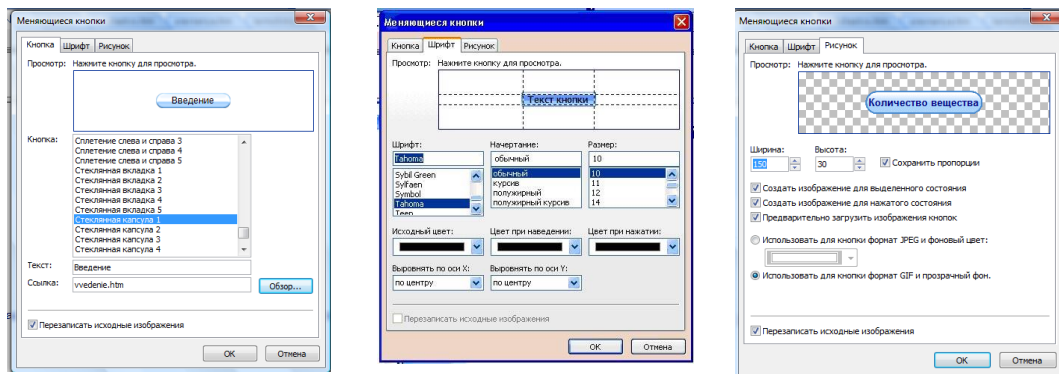 Меняющиеся кнопки
Кнопка Шрифт Рисунок
Просмотр: Нажмите кнопку для просмотра.
Введение
Кнопка:
Сплетение слева и справа 3
Сплетение слева и справа 4
Сплетение слева и справа 5
Стеклянная вкладка 1
Стеклянная вкладка 2
Стеклянная вкладка 3
Стеклянная вкладка 4
Стеклянная вкладка 5
Стеклянная капсула 1
Стеклянная капсула 2
Стеклянная капсула 3
Стеклянная капсула 4
Текст: Введение
Ссылка: vvedenie.htm Обзор...
Перезаписать исходные изображения
ОК Отмена
Меняющиеся кнопки
Кнопка Шрифт Рисунок
Просмотр: Нажмите кнопку для просмотра.
Текст кнопки
Шрифт: Начертание: Размер:
Tahoma обычный 10
Sybil Green обычный 10
Sylfaen курсив 11
Symbol полужирный 12
Tahoma полужирный курсив 14
Teen
Исходный цвет: Цвет при наведении: Цвет при нажатии:
Выровнять по оси X: Выровнять по оси Y:
по центру по центру
Перезаписать исходные изображения
ОК Отмена
Меняющиеся кнопки
Кнопка Шрифт Рисунок
Просмотр: Нажмите кнопку для просмотра.
Количество вещества
Ширина: Высота:
150 30 Сохранить пропорции
Создать изображение для выделенного состояния
Создать изображение для нажатого состояния
Предварительно загрузить изображения кнопок
Использовать для кнопки формат JPEG и фоновый цвет:
Использовать для кнопки формат GIF и прозрачный фон.
Перезаписать исходные изображения
ОК Отмена